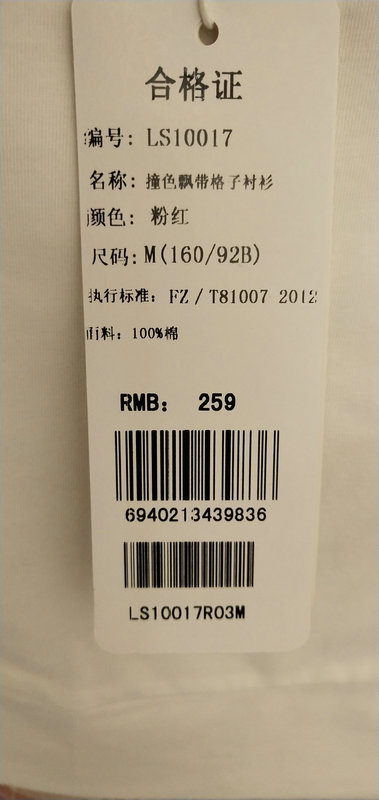 合格证
编号: LS10017
名称: 撞色飘带格子衬衫
颜色: 粉红
尺码: M(160/92B)
执行标准: FZ/T81007 2012
面料: 100%棉
RMB: 259
6940213439836
LS10017R03M